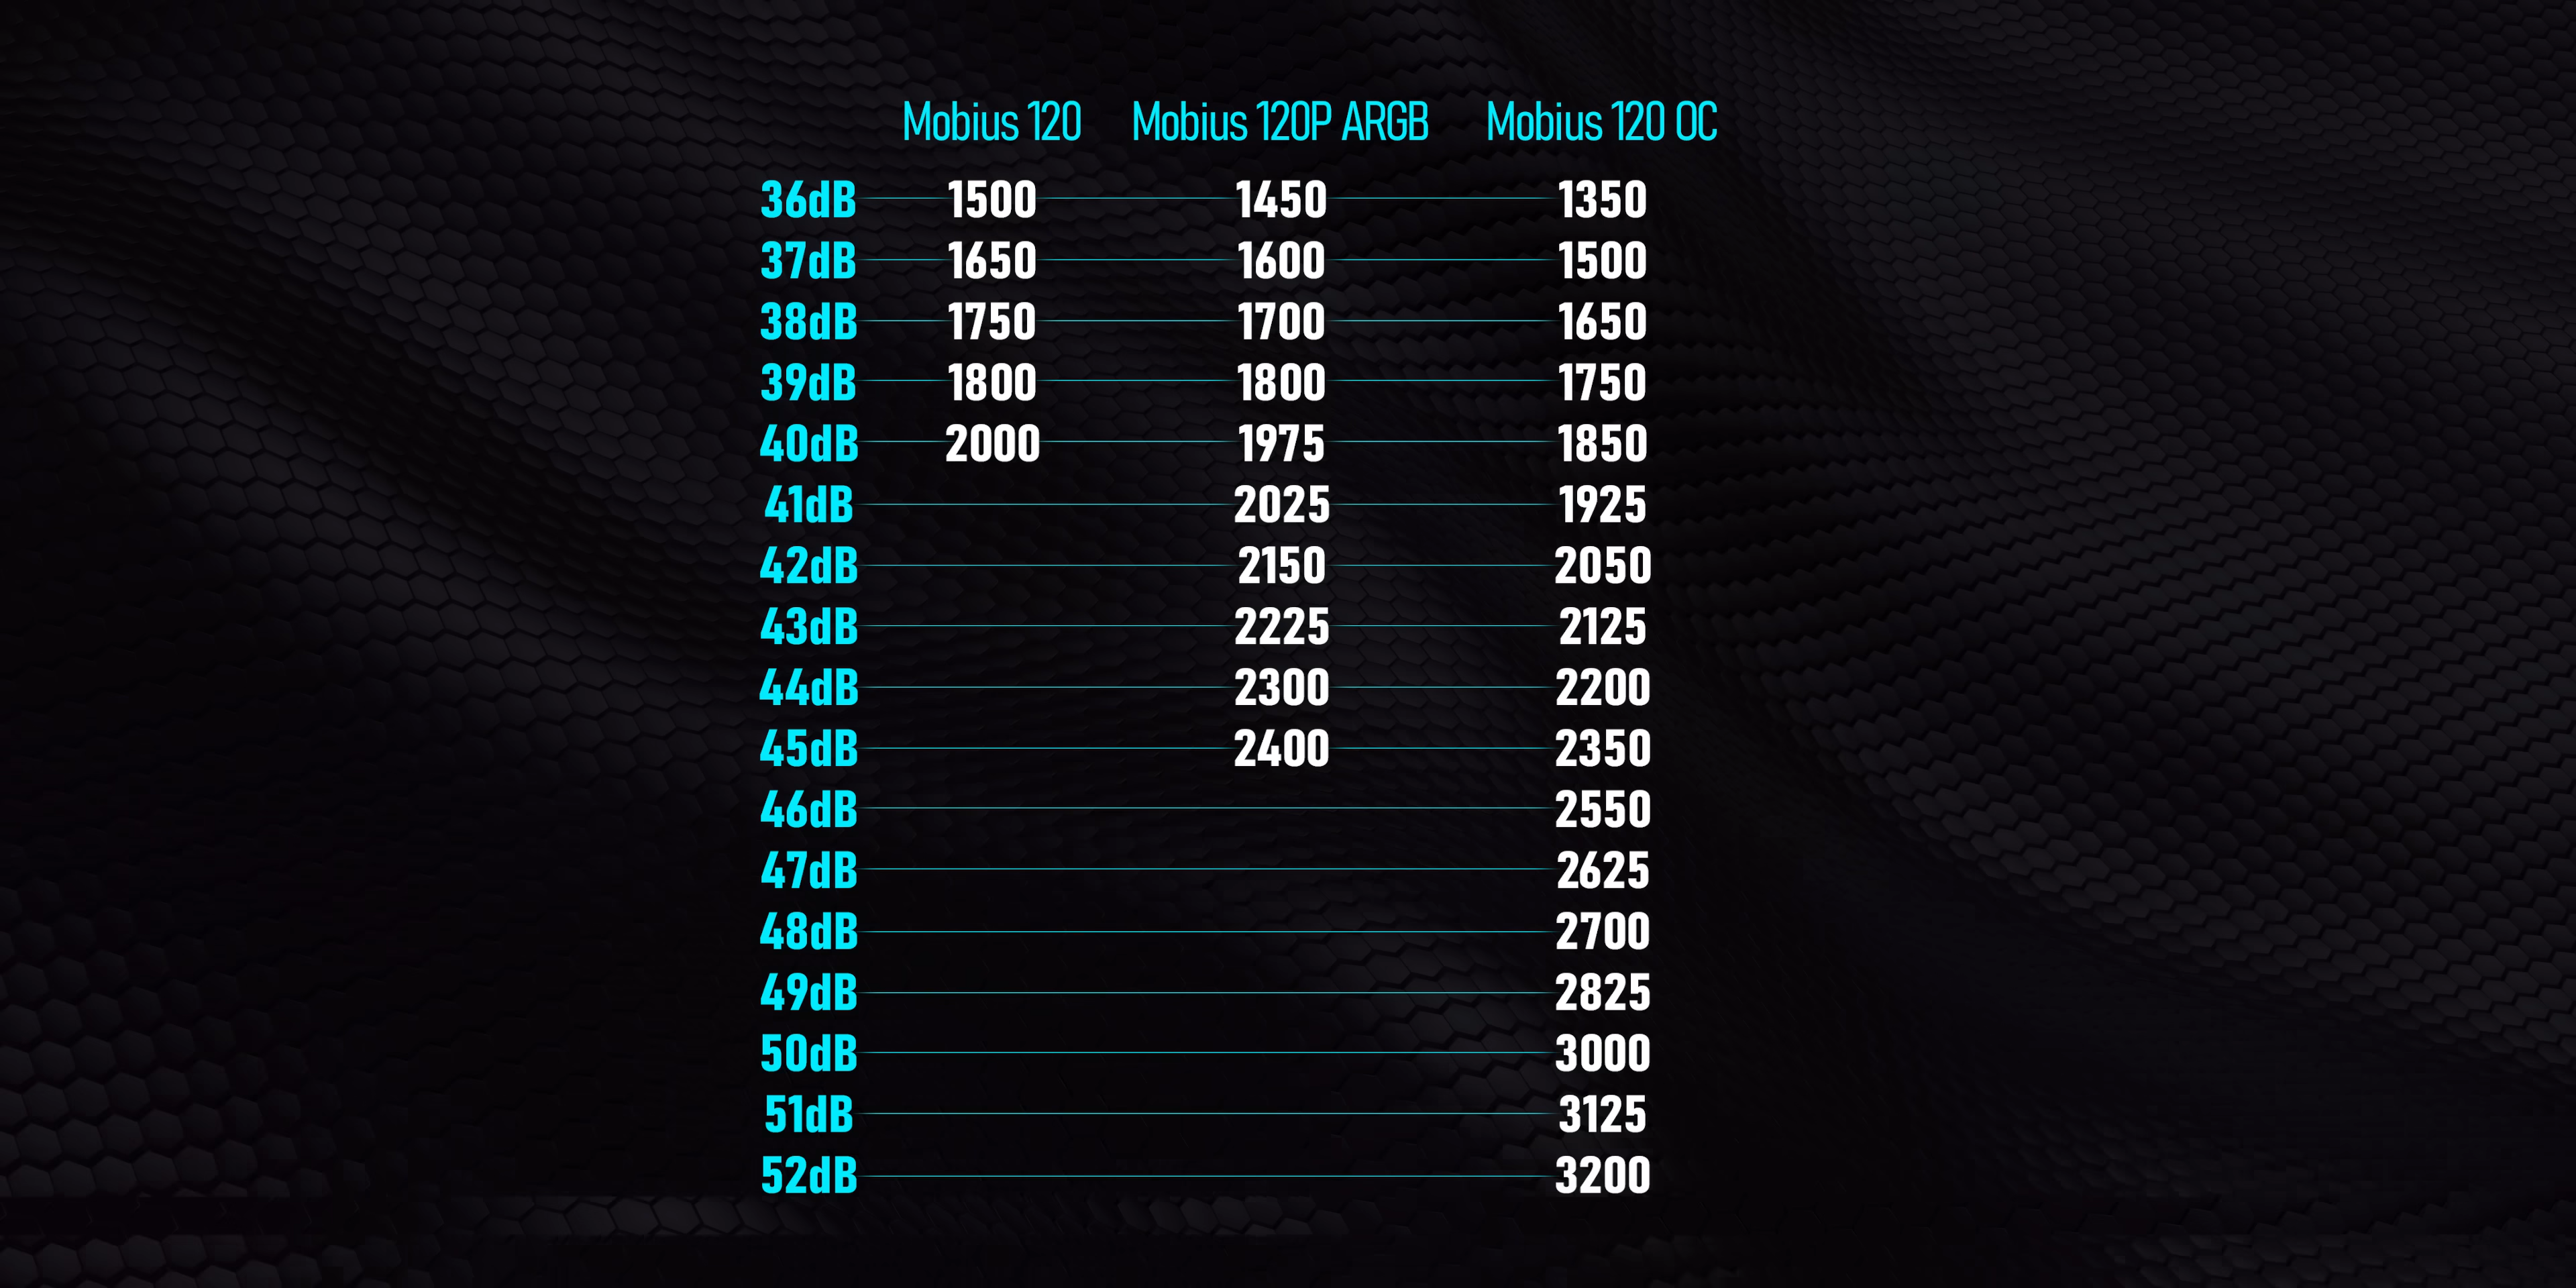 Mobius 120 Mobius 120P ARGB Mobius 120 OC
36dB 1500 1450 1350
37dB 1650 1600 1500
38dB 1750 1700 1650
39dB 1800 1800 1750
40dB 2000 1975 1850
41dB 2025 1925
42dB 2150 2050
43dB 2225 2125
44dB 2300 2200
45dB 2400 2350
46dB 2550
47dB 2625
48dB 2700
49dB 2825
50dB 3000
51dB 3125
52dB 3200